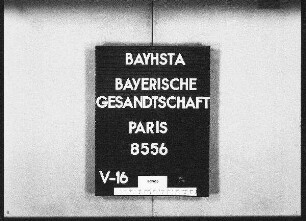 BAYHSTA
BAYERISCHE
GESANDTSCHAFT
PARIS
8556
V-16